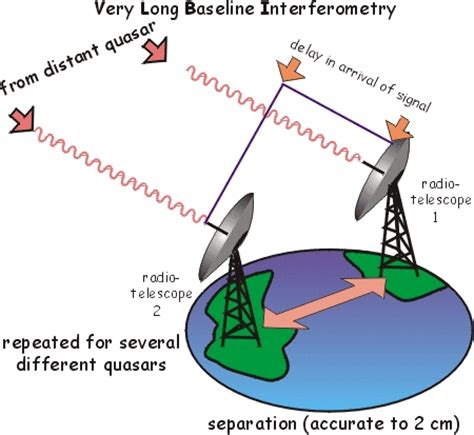 Very Long Baseline Interferometry
from distant quasar
delay in arrival of signal
radio-
telescope
1
radio-
telescope
2
repeated for several
different quasars
separation (accurate to 2 cm)